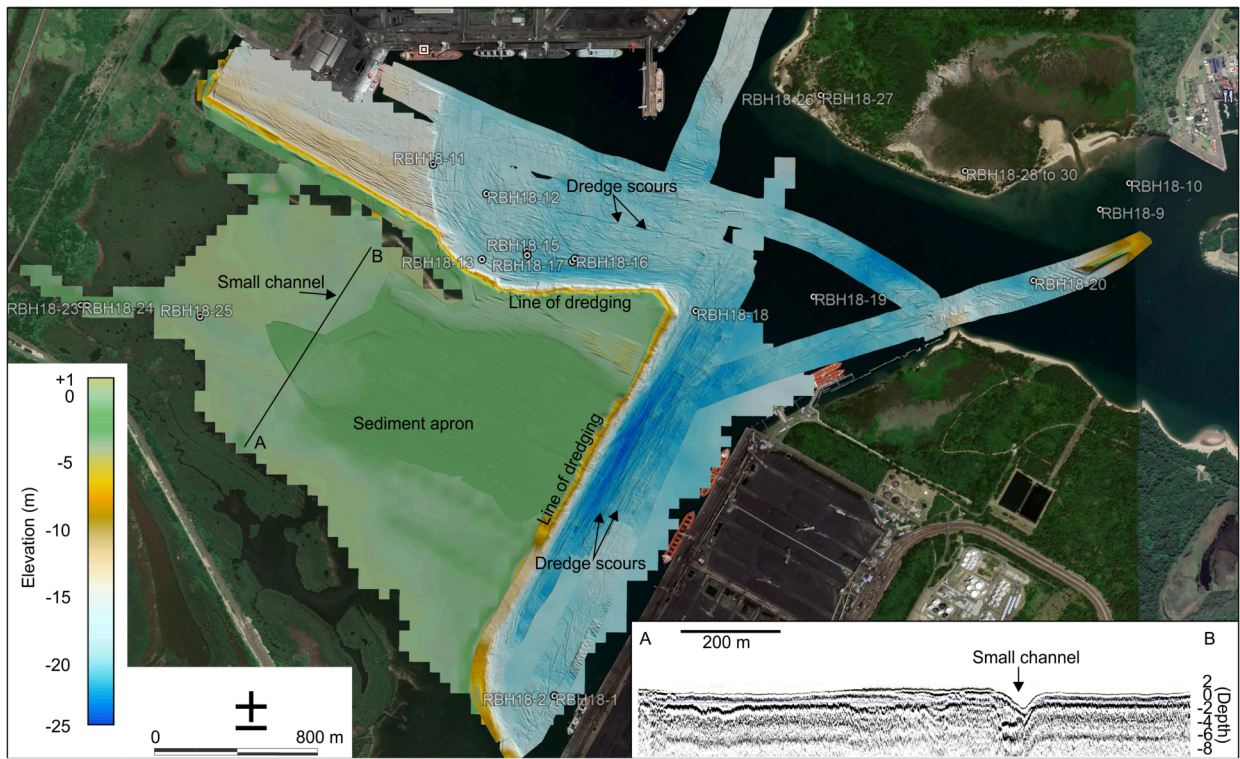 RBH18-26
RBH18-27
RBH18-11
RBH18-28 to 30
RBH18-10
Dredge scours
RBH18-12
RBH18-9
RBH18-15
B
RBH18-13
RBH18-17
RBH18-16
Small channel
RBH18-20
Line of dredging
RBH18-19
RBH18-23
RBH18-24
RBH18-25
RBH18-18
+1
0
-5
-10
-15
-20
-25
Elevation (m)
Sediment apron
A
Line of dredging
Dredge scours
RBH18-2
RBH18-1
0
800 m
A
200 m
B
Small channel
2
0
-2
-4
-6
-8
(Depth)